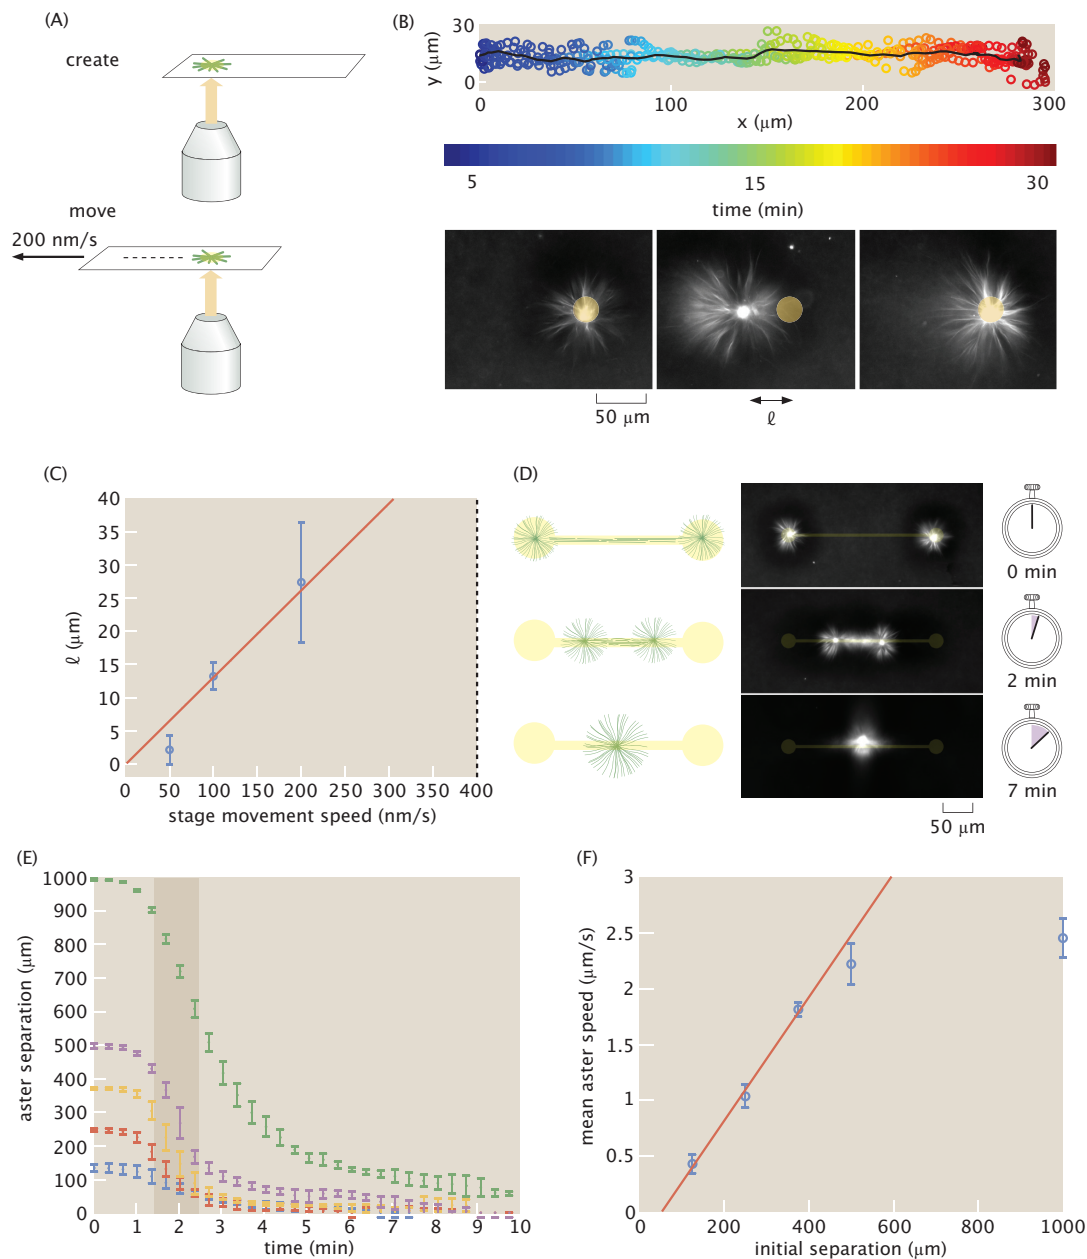 (A)
create
move
200 nm/s
(B)
30
y (μm)
0
0
100
200
300
x (μm)
5
15
30
time (min)
50 μm
ℓ
(C)
40
35
30
25
20
15
10
5
0
ℓ (μm)
0 50 100 150 200 250 300 350 400
stage movement speed (nm/s)
(D)
0 min
2 min
7 min
50 μm
(E)
1000
900
800
700
600
500
400
300
200
100
0
aster separation (μm)
0 1 2 3 4 5 6 7 8 9 10
time (min)
(F)
3
2.5
2
1.5
1
0.5
0
mean aster speed (μm/s)
0 200 400 600 800 1000
initial separation (μm)